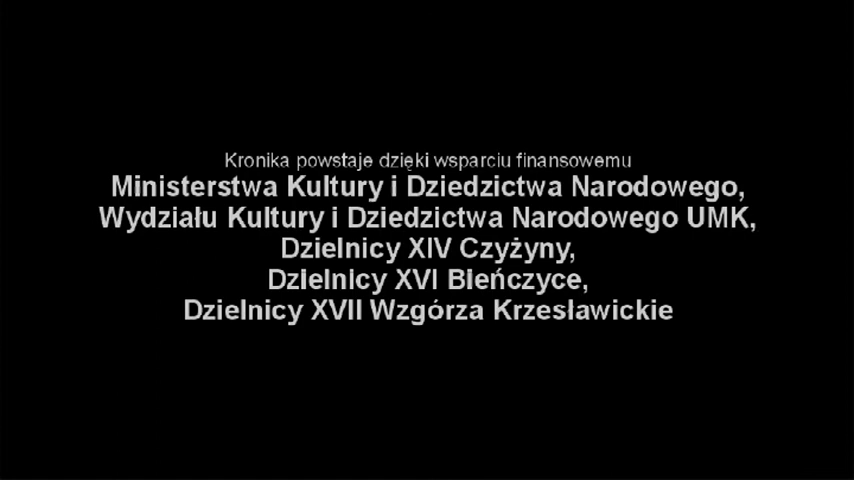 Kronika powstaje dzięki wsparciu finansowemu
Ministerstwa Kultury i Dziedzictwa Narodowego,
Wydziału Kultury i Dziedzictwa Narodowego UMK,
Dzielnicy XIV Czyżyny,
Dzielnicy XVI Bieńczyce,
Dzielnicy XVII Wzgórza Krzesławickie